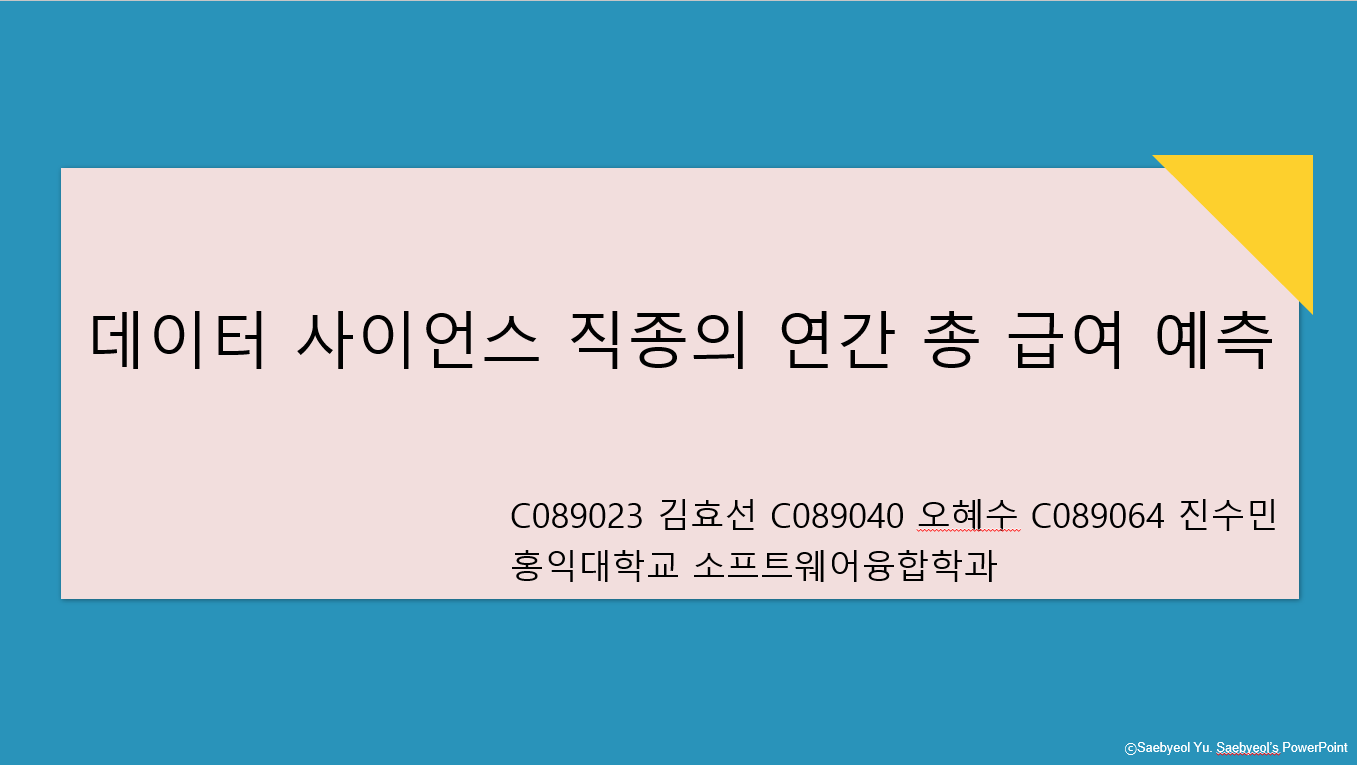 데이터 사이언스 직종의 연간 총 급여 예측
C089023 김효선 C089040 오혜수 C089064 진수민
홍익대학교 소프트웨어융합학과
ⓒSaebyeol Yu. Saebyeol's PowerPoint